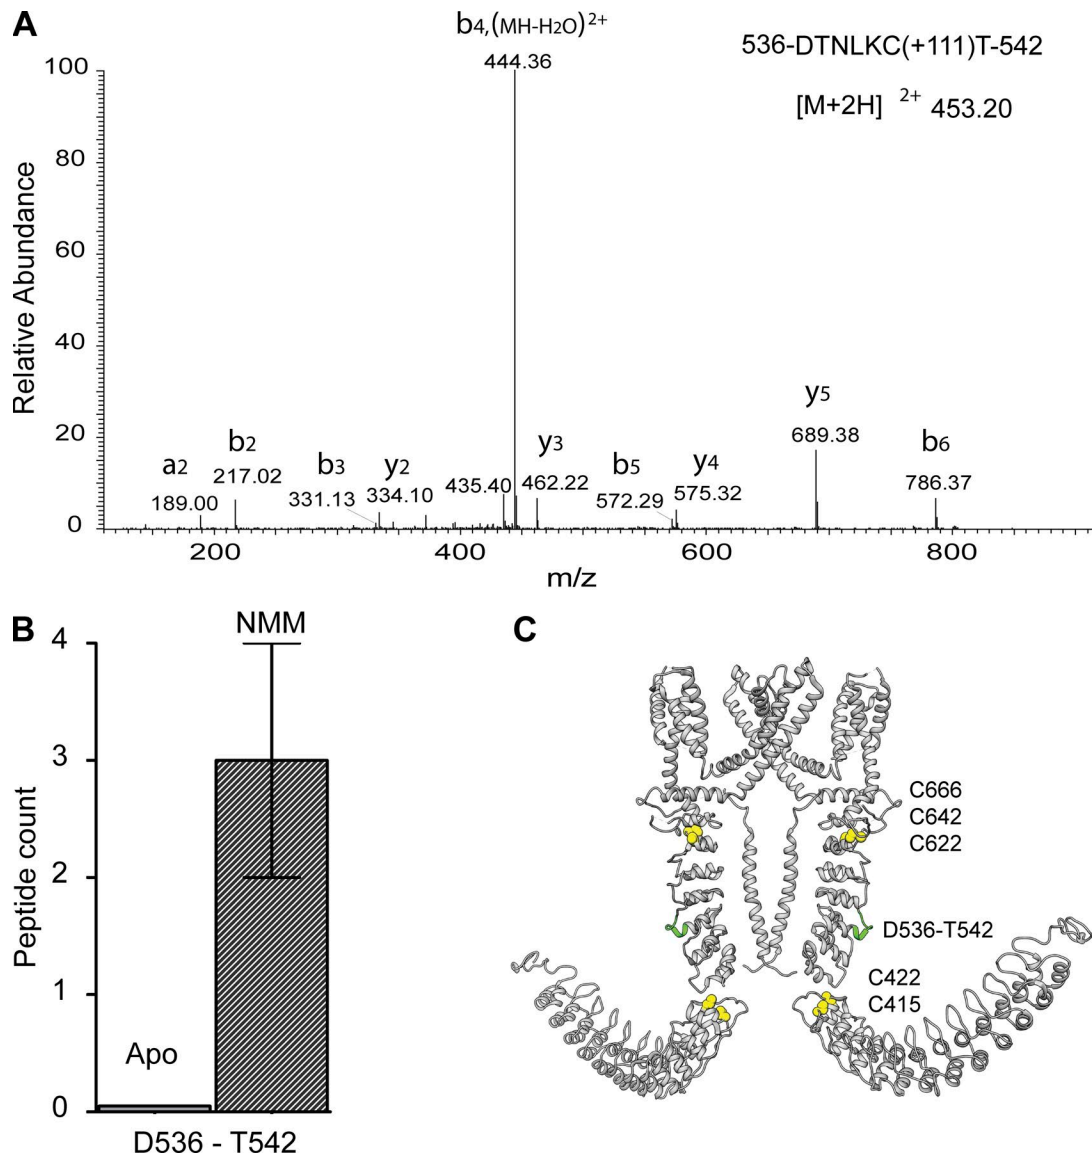 A
b4,(MH-H2O)2+
444.36
536-DTNLKC(+111)T-542
[M+2H] 2+ 453.20
Relative Abundance
100
80
60
40
20
0
a2
189.00
b2
217.02
b3
331.13
y2
334.10
435.40
y3
462.22
b5
572.29
y4
575.32
y5
689.38
b6
786.37
200 400 600 800
m/z
B
Peptide count
4
3
2
1
0
NMM
Apo
D536 - T542
C
C666
C642
C622
D536-T542
C422
C415